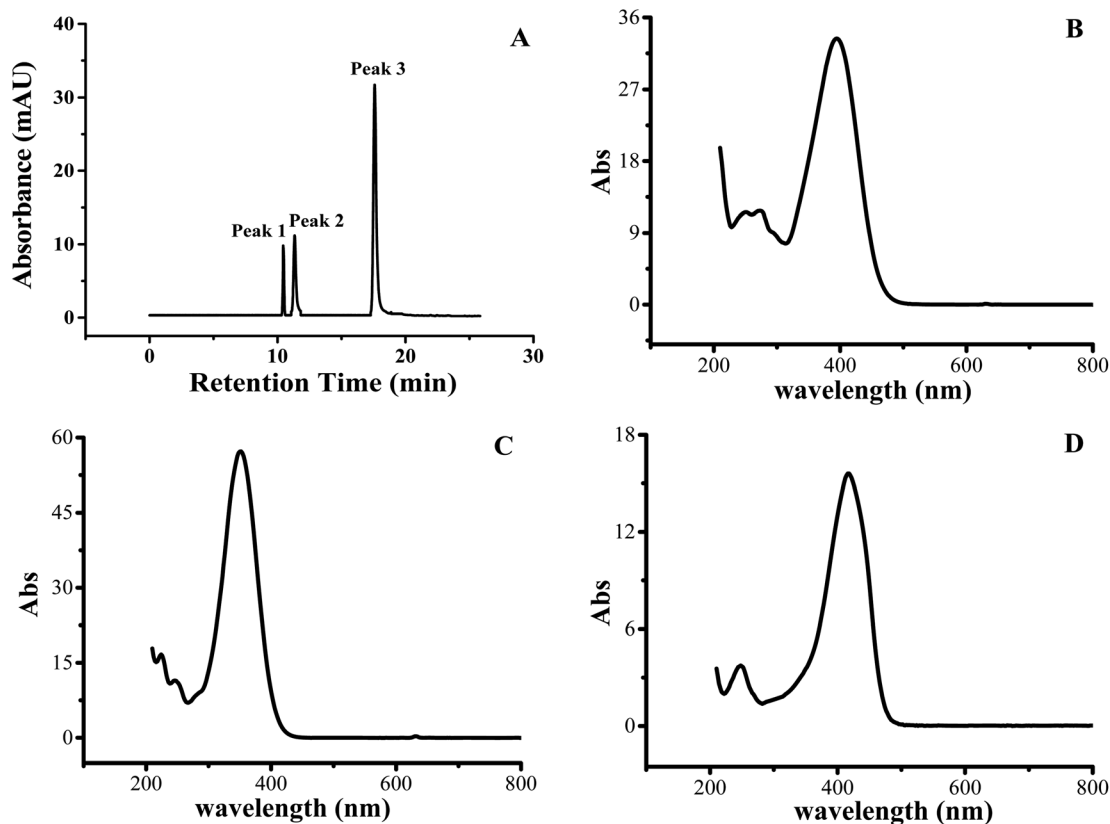 A
40
30
20
10
0
Absorbance (mAU)
Peak 1
Peak 2
Peak 3
0
10
20
30
Retention Time (min)
B
36
27
18
9
0
Abs
200
400
600
800
wavelength (nm)
C
60
45
30
15
0
Abs
200
400
600
800
wavelength (nm)
D
18
12
6
0
Abs
200
400
600
800
wavelength (nm)